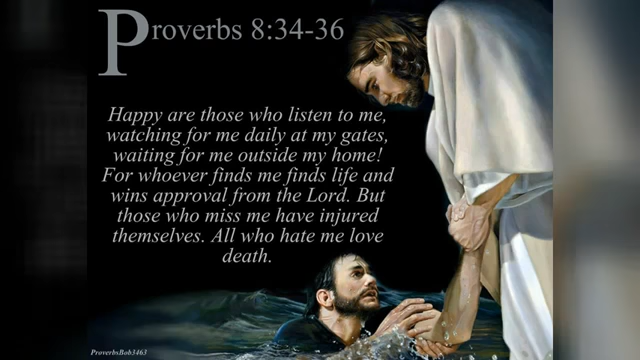 Proverbs 8:34-36
Happy are those who listen to me,
watching for me daily at my gates,
waiting for me outside my home!
For whoever finds me finds life and
wins approval from the Lord. But
those who miss me have injured
themselves. All who hate me love
death.
ProverbsBob3463